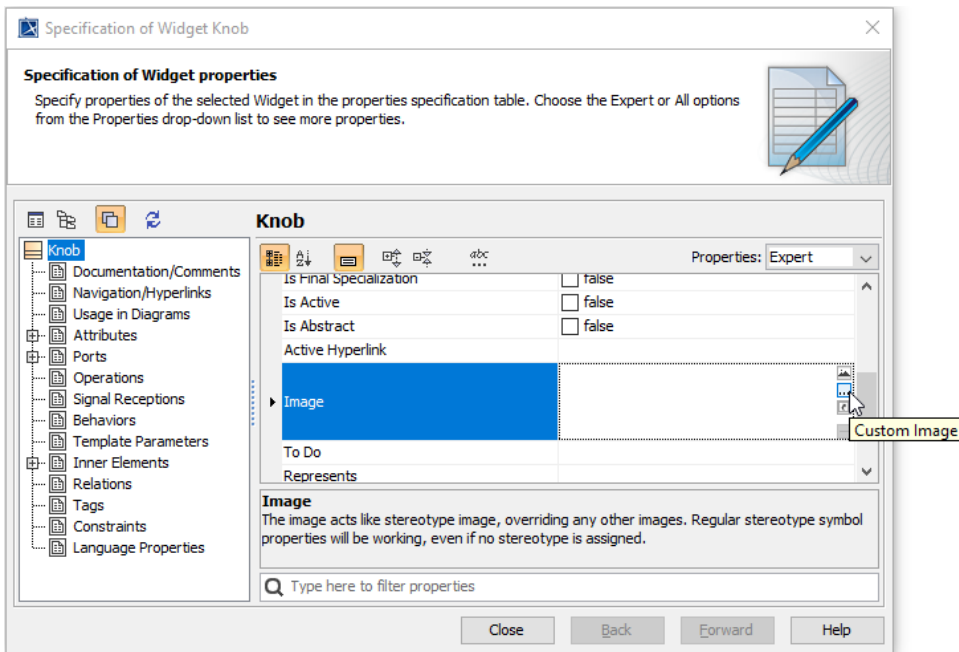 Specification of Widget Knob
Specification of Widget properties
Specify properties of the selected Widget in the properties specification table. Choose the Expert or All options
from the Properties drop-down list to see more properties.
Knob
Knob
Documentation/Comments
Navigation/Hyperlinks
Usage in Diagrams
Attributes
Ports
Operations
Signal Receptions
Behaviors
Template Parameters
Inner Elements
Relations
Tags
Constraints
Language Properties
abc
Properties: Expert
Is Final Specialization false
Is Active false
Is Abstract false
Active Hyperlink
Image
Custom Image
To Do
Represents
Image
The image acts like stereotype image, overriding any other images. Regular stereotype symbol
properties will be working, even if no stereotype is assigned.
Type here to filter properties
Close Back Forward Help